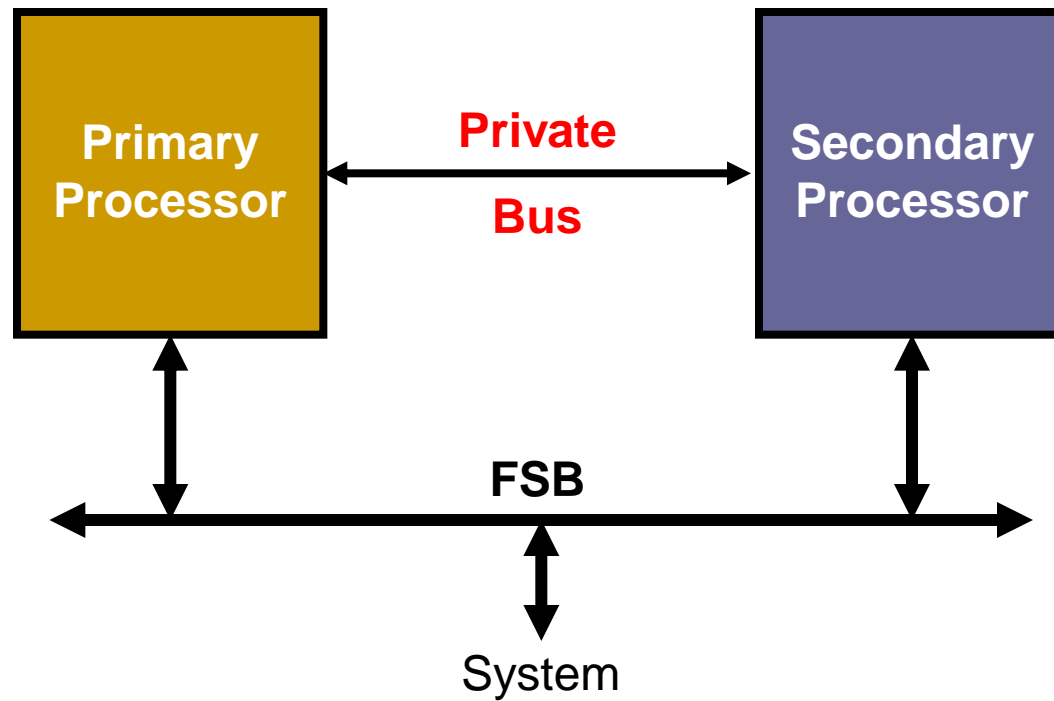 Primary
Processor
Private
Bus
Secondary
Processor
FSB
System